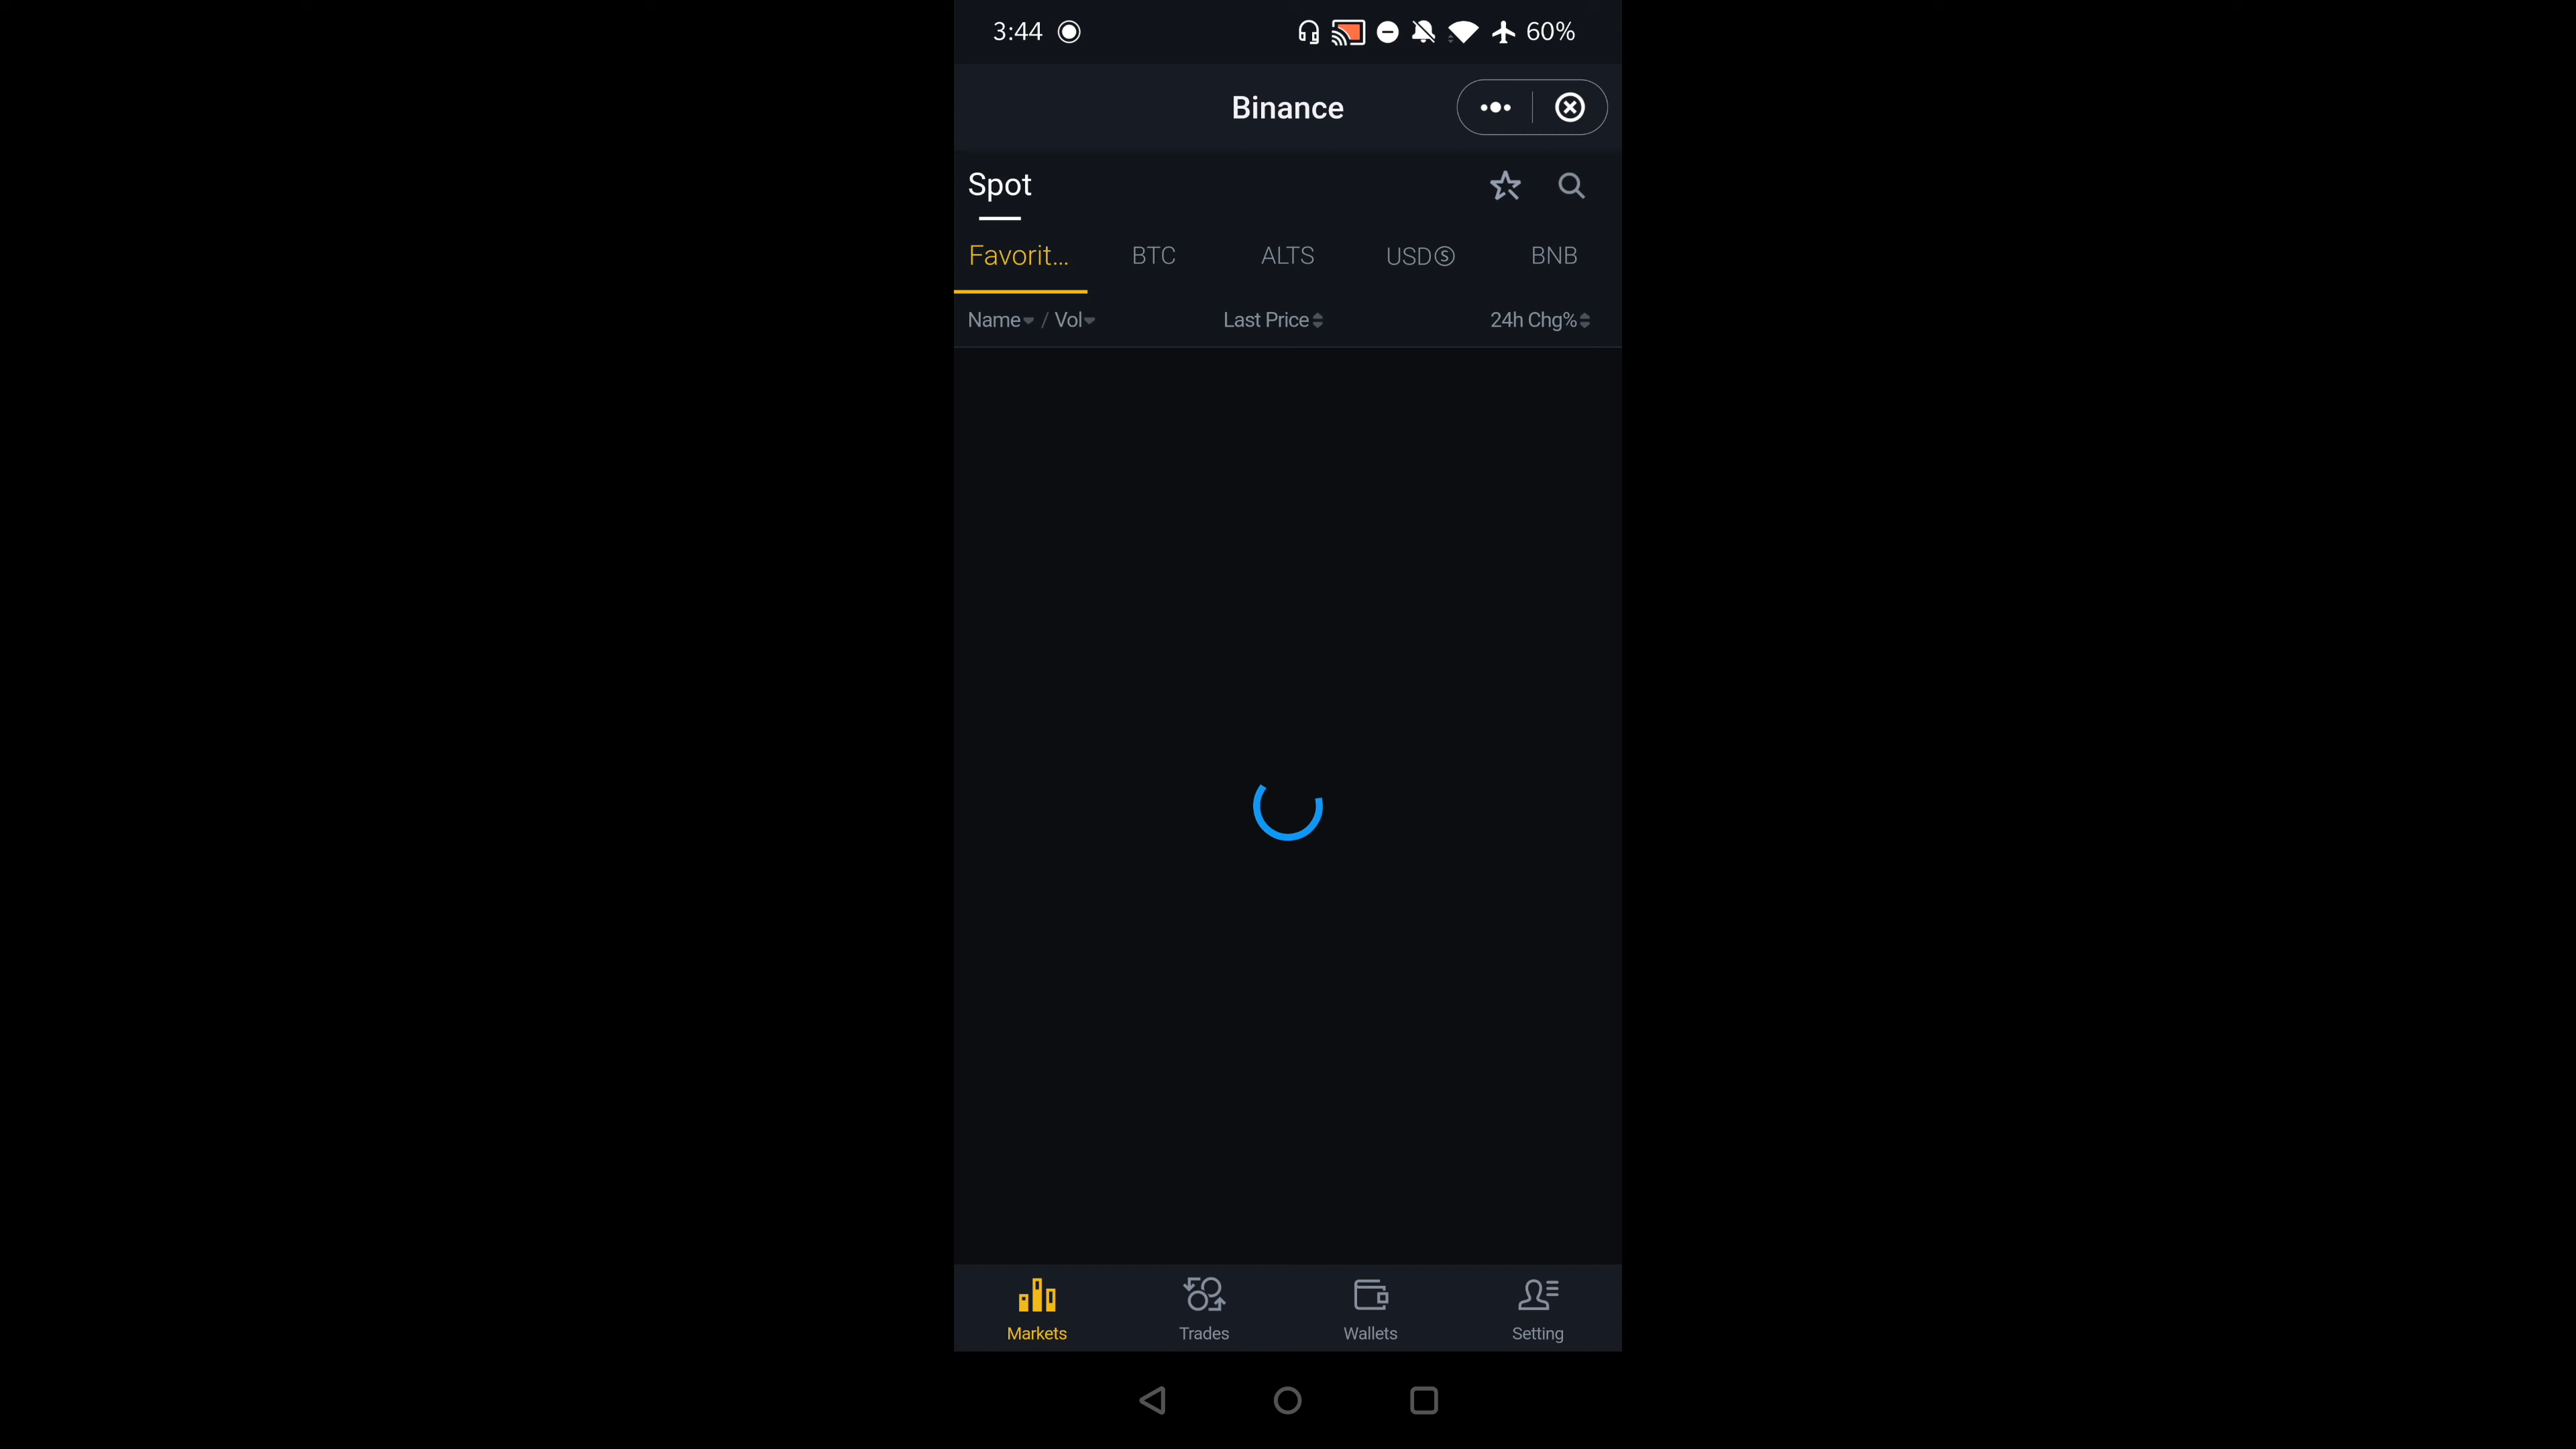 3:44 60%
Binance
Spot
Favorit... BTC ALTS USDⓈ BNB
Name / Vol Last Price 24h Chg%
Markets Trades Wallets Setting